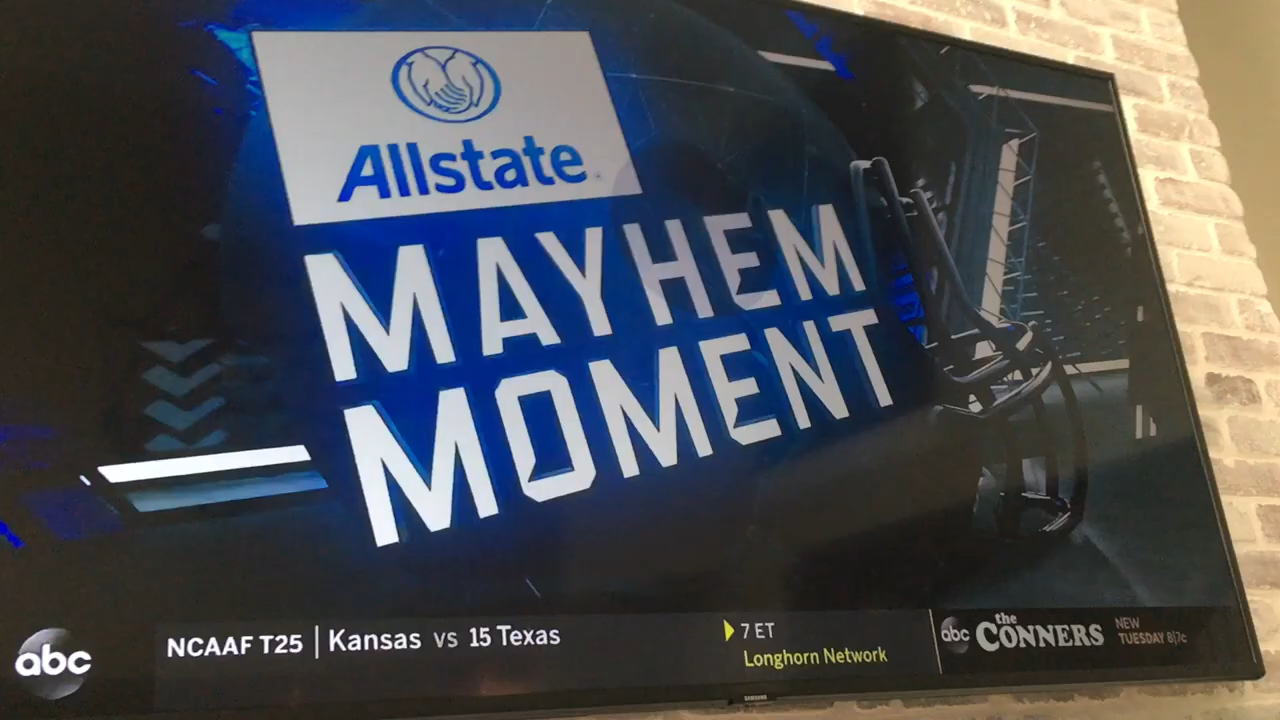 Allstate
MAYHEM
MOMENT
abc
NCAAF T25 | Kansas vs 15 Texas
7 ET
Longhorn Network
abc the CONNERS
NEW
TUESDAY 8|7c
SAMSUNG